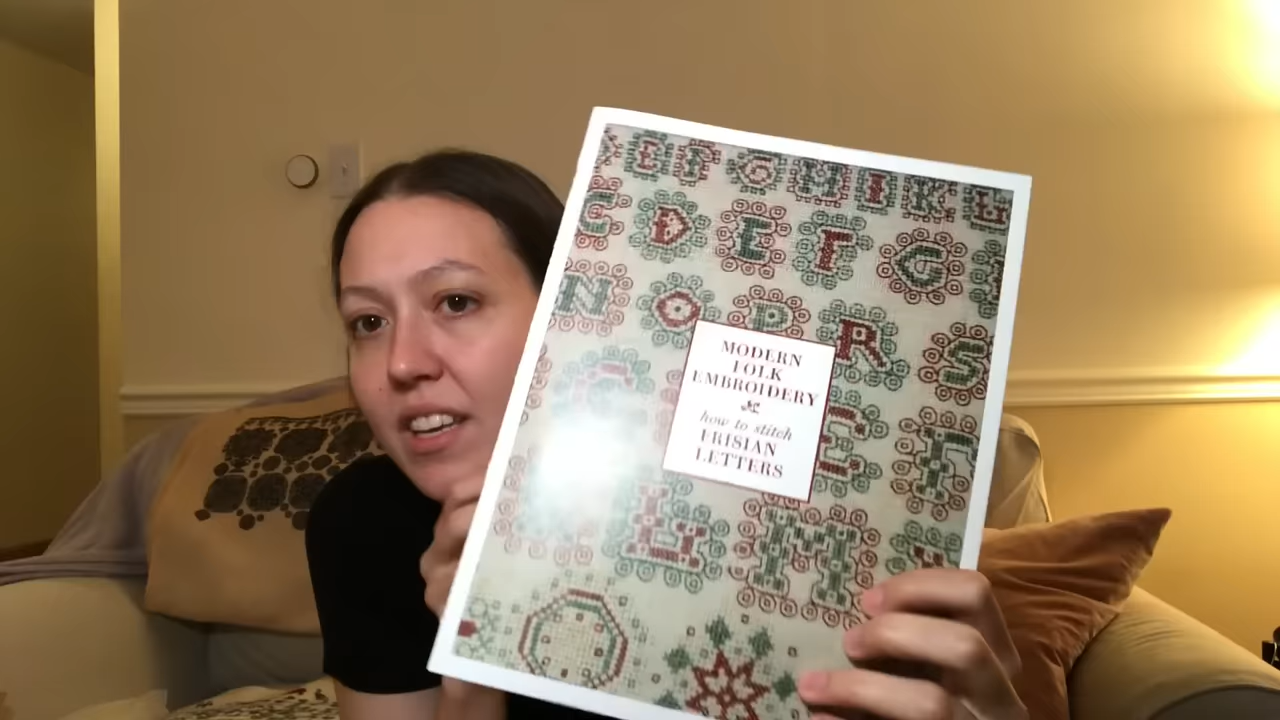 E F G H I K L
C D E F G
N O P R S
MODERN
FOLK
EMBROIDERY
how to stitch
FRISIAN
LETTERS
M